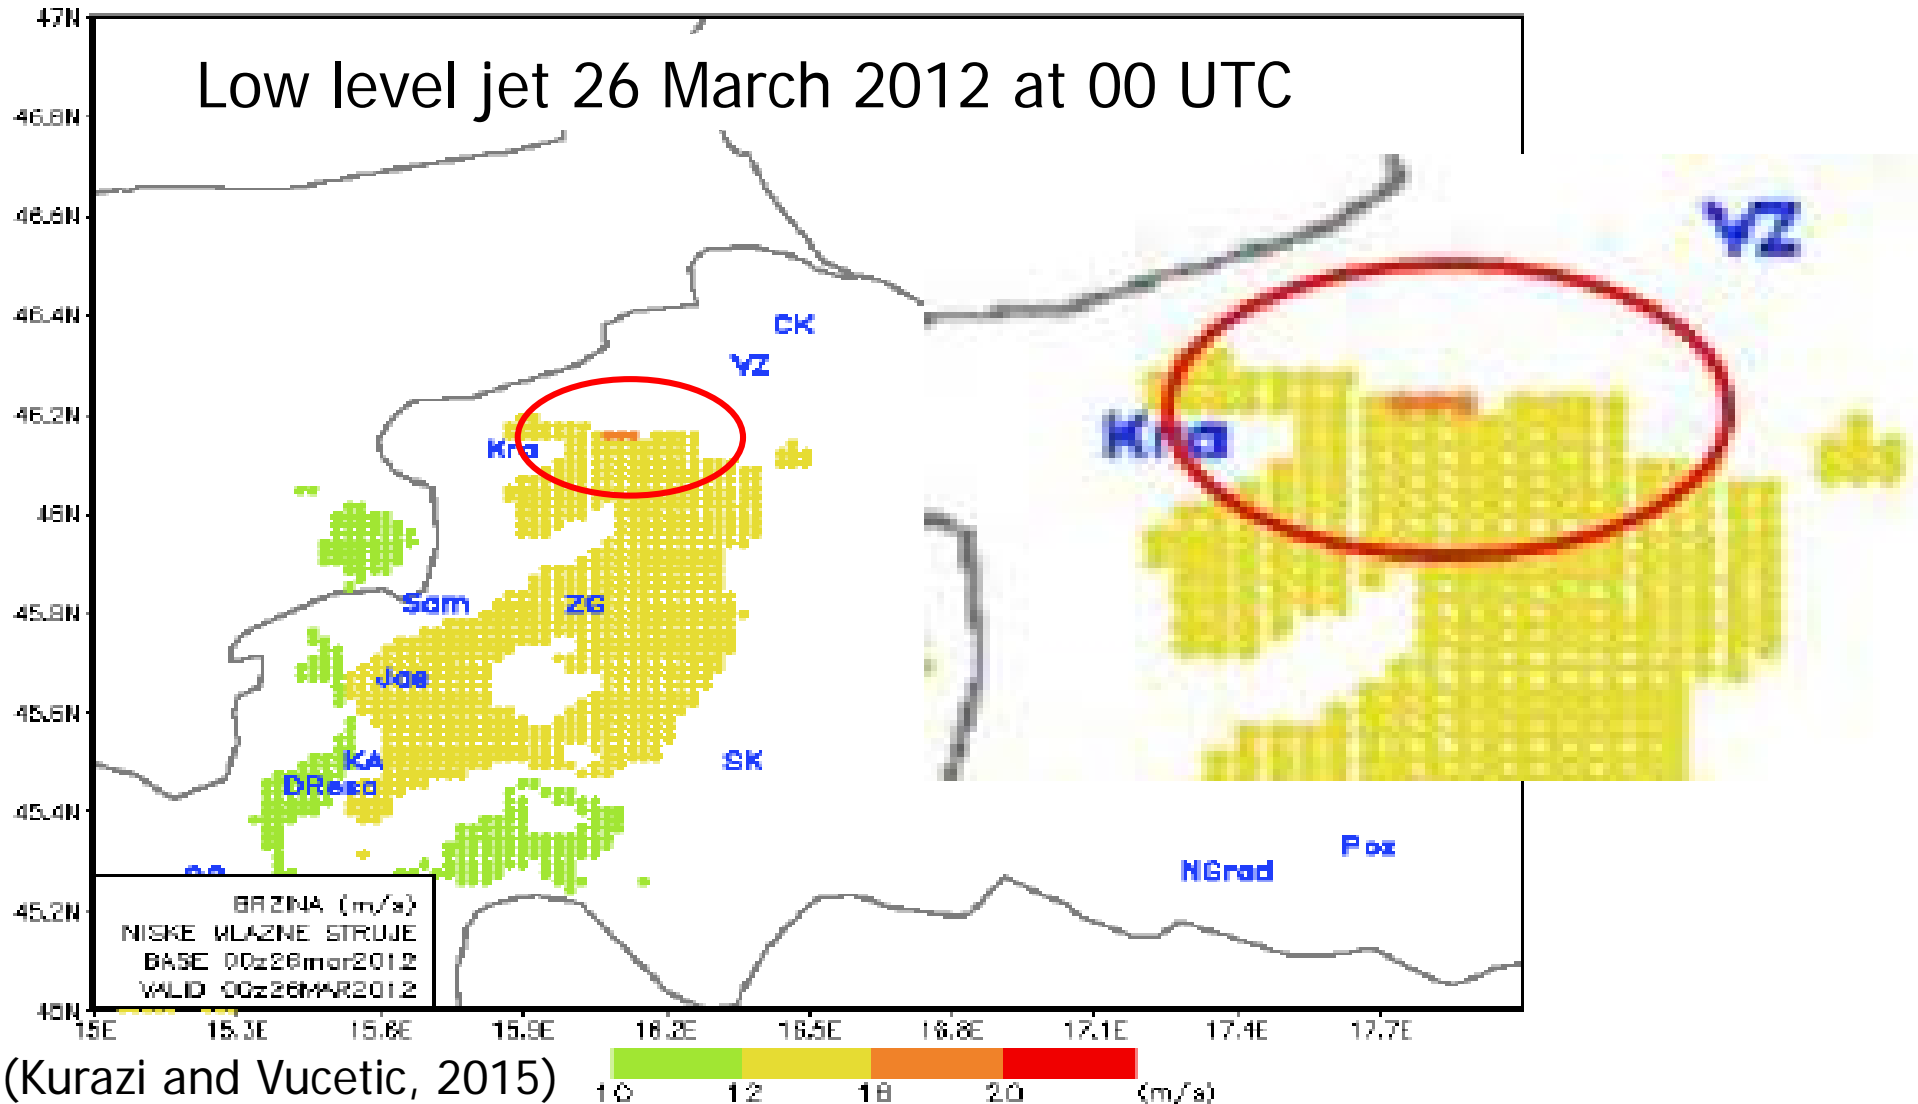 Low level jet 26 March 2012 at 00 UTC
47N
46.8N
46.6N
46.4N
46.2N
46N
45.8N
45.6N
45.4N
45.2N
45N
CK
VZ
Kra
Sam
ZG
Jas
KA
DResa
SK
NGrad
Poz
VZ
Kra
BRZINA (m/s)
NISKE MLAZNE STRUJE
BASE 00z26mar2012
VALID 00z26MAR2012
15E 15.3E 15.6E 15.9E 16.2E 16.5E 16.8E 17.1E 17.4E 17.7E
(Kurazi and Vucetic, 2015)
10 12 16 20 (m/s)